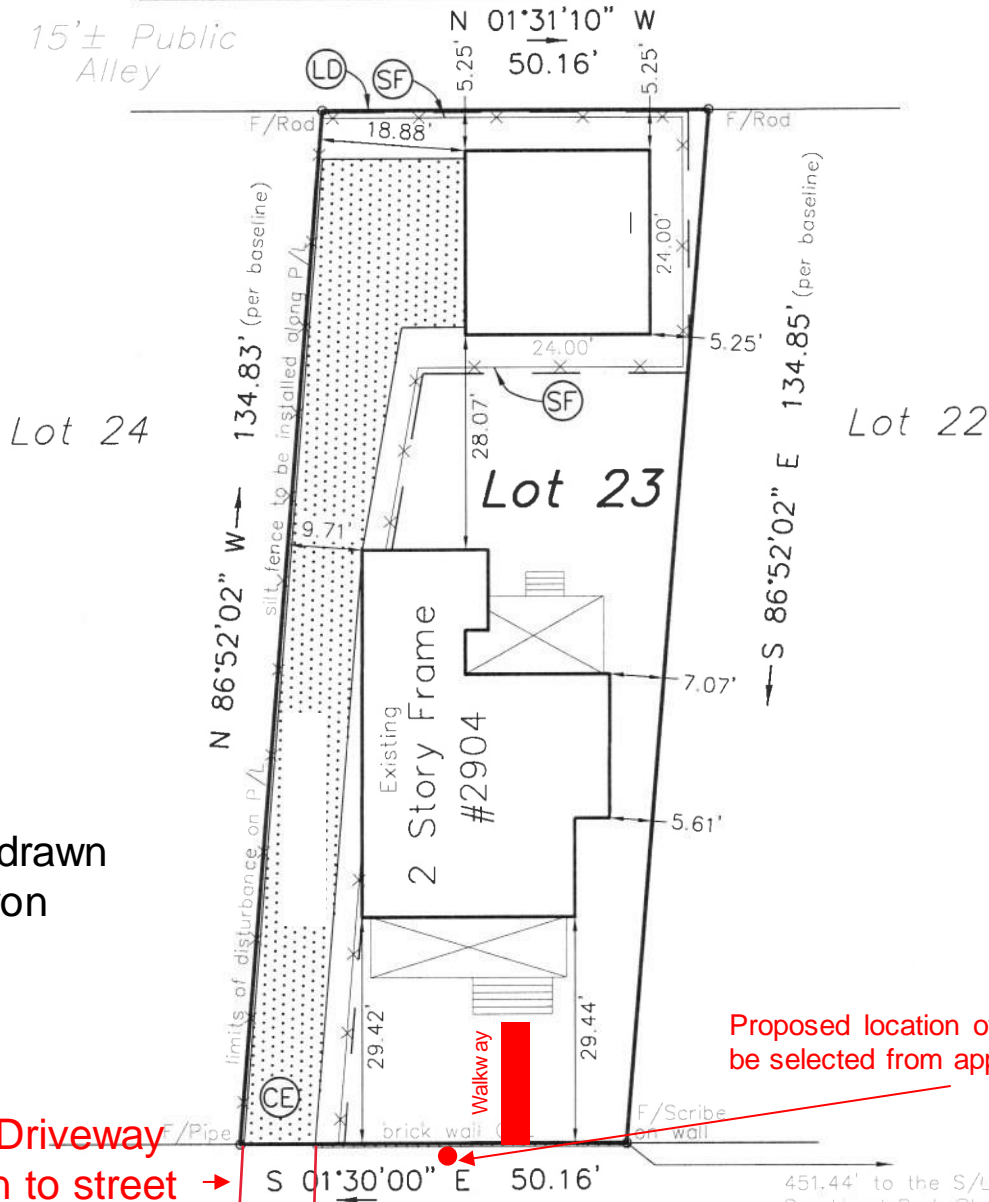 N 01°31'10" W
50.16'
15'± Public
Alley
LD
SF
5.25'
5.25'
F/Rod
F/Rod
18.88'
24.00'
24.00'
5.25'
SF
134.83' (per baseline)
silt fence to be installed along P/L
134.85' (per baseline)
Lot 24
28.07'
Lot 22
Lot 23
9.71'
N 86°52'02" W
S 86°52'02" E
7.07'
Existing
2 Story Frame
#2904
5.61'
drawn
on
limits of disturbance on P/L
29.42'
29.44'
Walkway
Proposed location o
be selected from app
CE
Driveway
F/Pipe
brick wall
F/Scribe
on wall
n to street
S 01°30'00" E 50.16'
451.44' to the S/L